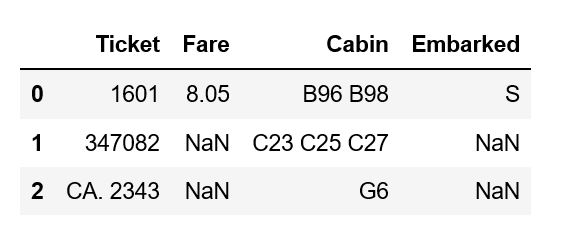 Ticket Fare Cabin Embarked
0 1601 8.05 B96 B98 S
1 347082 NaN C23 C25 C27 NaN
2 CA. 2343 NaN G6 NaN